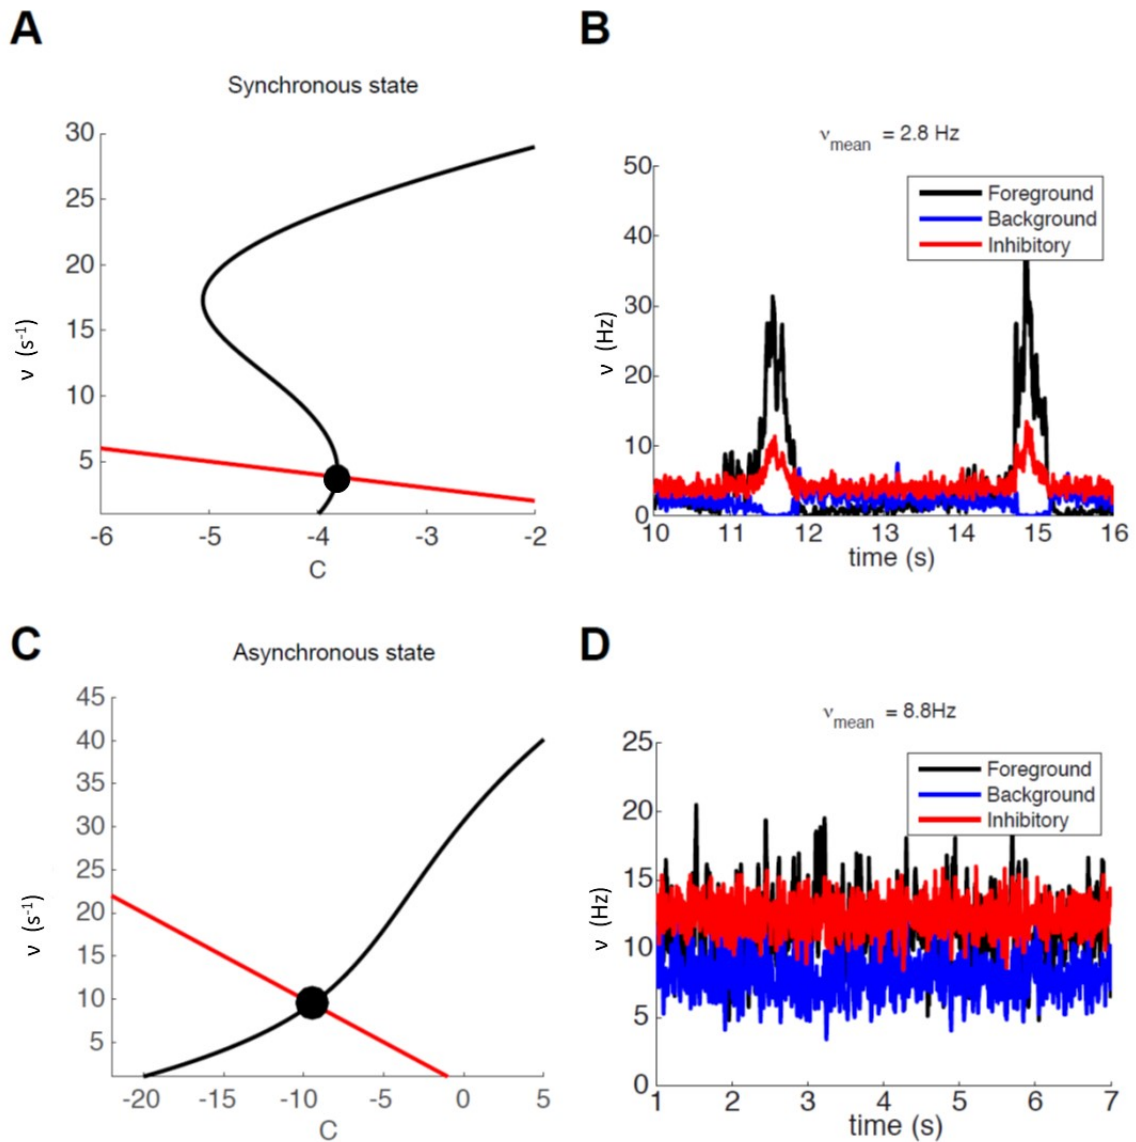 A
Synchronous state
30
25
20
15
10
5
-6 -5 -4 -3 -2
ν (s-1)
C
B
νmean = 2.8 Hz
50
40
30
20
10
0
Foreground
Background
Inhibitory
10 11 12 13 14 15 16
ν (Hz)
time (s)
C
Asynchronous state
45
40
35
30
25
20
15
10
5
-20 -15 -10 -5 0 5
ν (s-1)
C
D
νmean = 8.8Hz
25
20
15
10
5
0
Foreground
Background
Inhibitory
1 2 3 4 5 6 7
ν (Hz)
time (s)